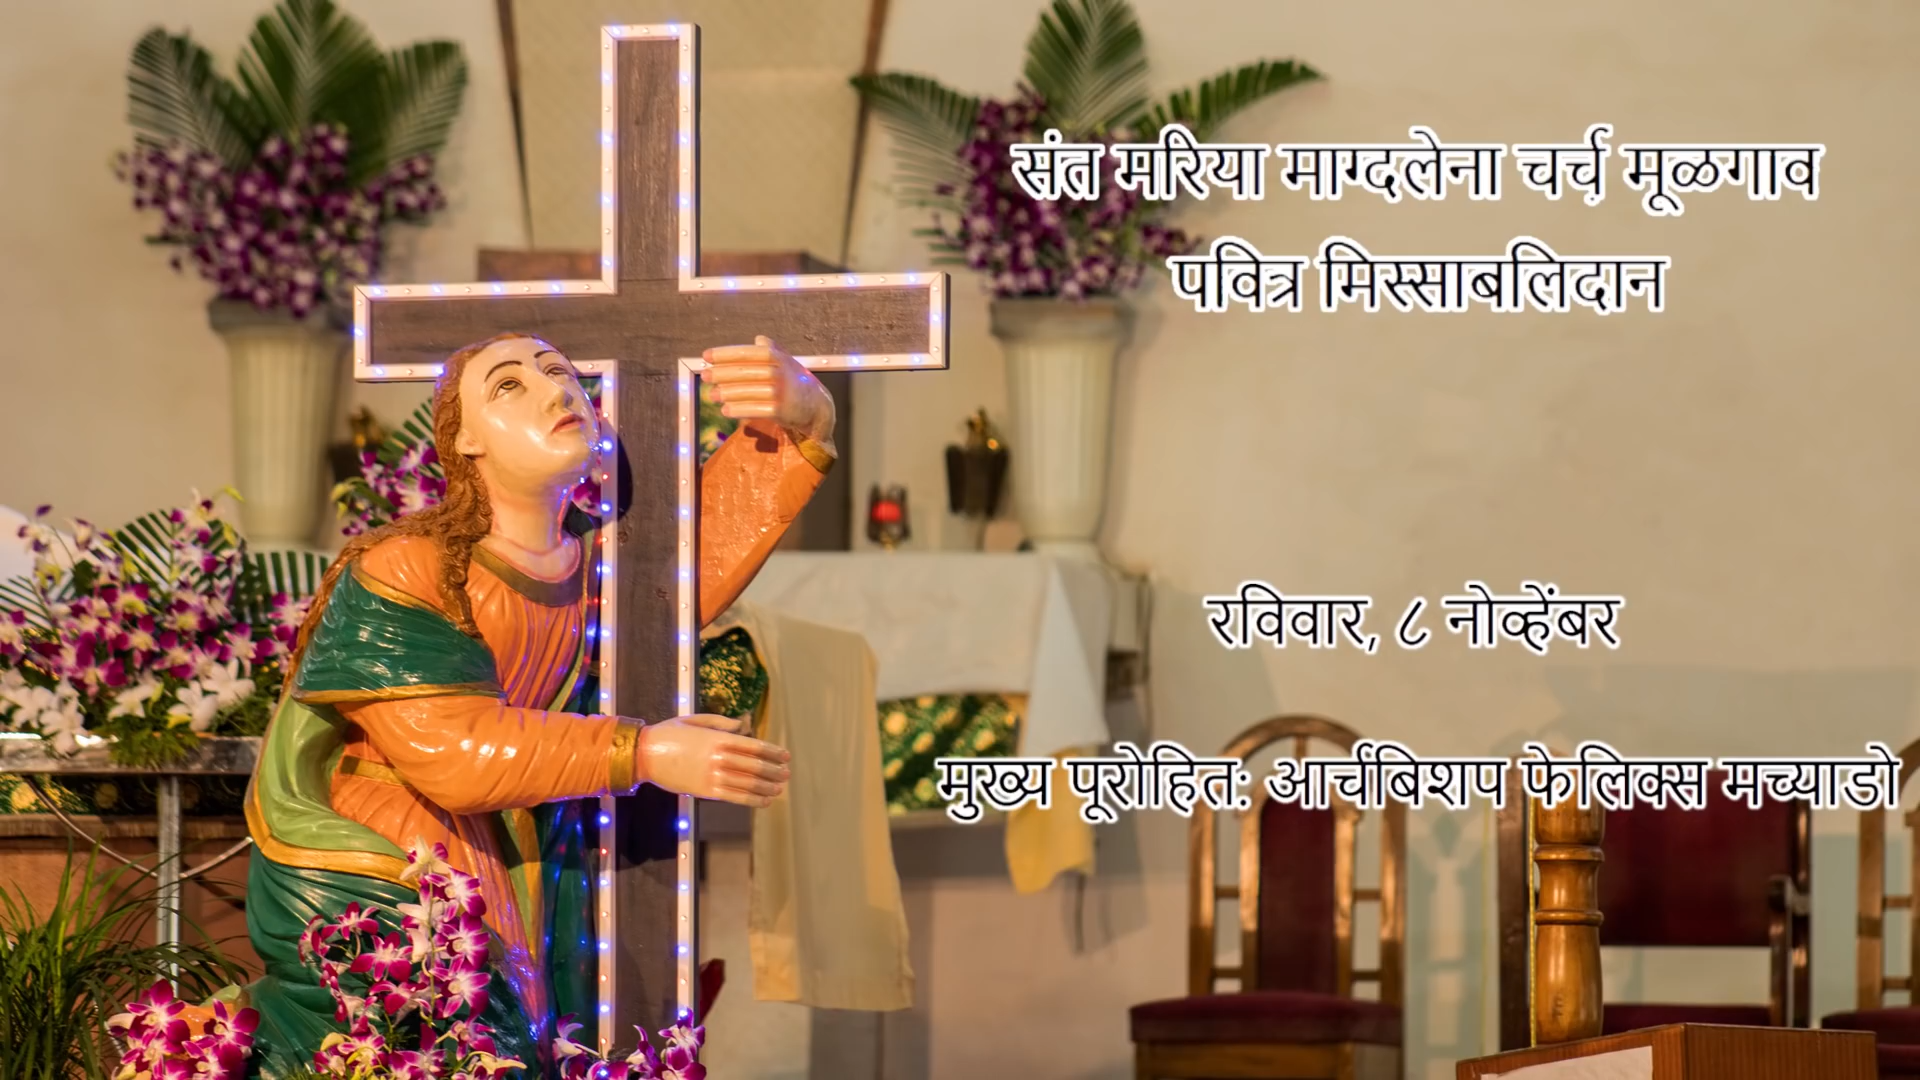 संत मरिया माग्दलेना चर्च़ मूळगाव
पवित्र मिस्साबलिदान
रविवार, ८ नोव्हेंबर
मुख्य पूरोहित: आर्चबिशप फेलिक्स मच्याडो